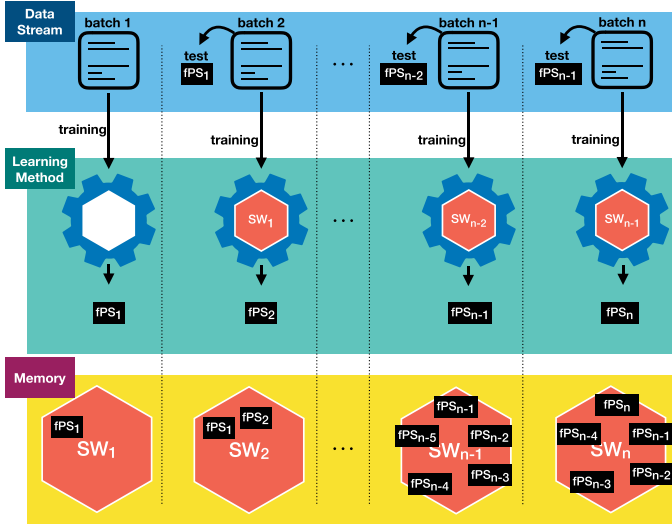 Data
Stream
batch 1
batch 2
batch n-1
batch n
test
fPS1
...
test
fPSn-2
test
fPSn-1
training
training
training
training
Learning
Method
SW1
...
SWn-2
SWn-1
fPS1
fPS2
fPSn-1
fPSn
Memory
fPS1
SW1
fPS1
fPS2
SW2
...
fPSn-1
fPSn-5
fPSn-2
SWn-1
fPSn-3
fPSn-4
fPSn
fPSn-4
fPSn-1
SWn
fPSn-2
fPSn-3